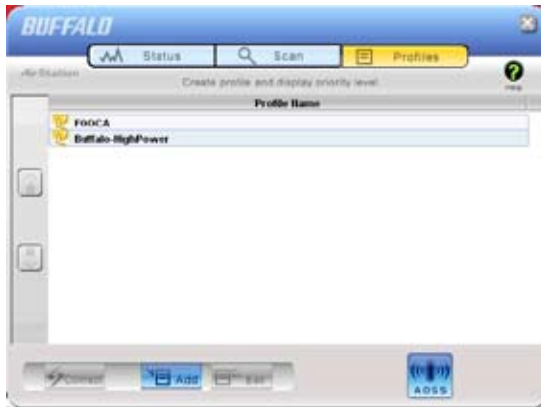 BUFFALO
Status
Scan
Profiles
AirStation
Create profile and display priority level.
Help
Profile Name
FOOCA
Buffalo-HighPower
Connect
Add
Edit
AOSS